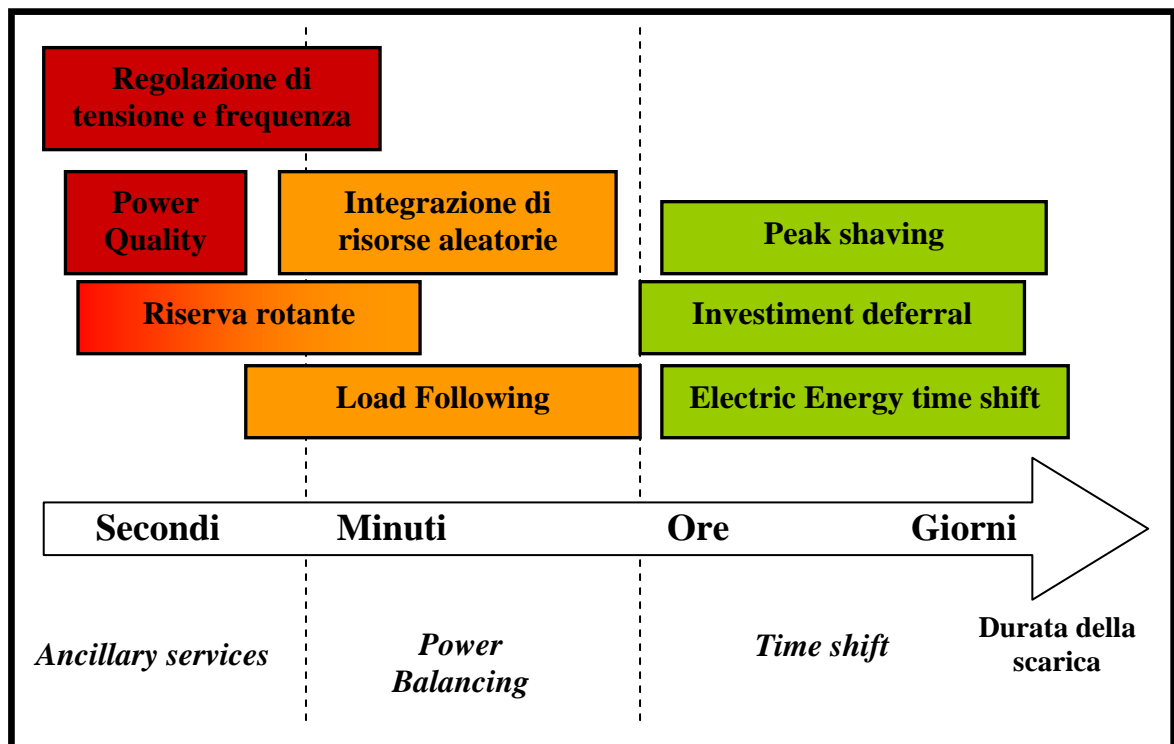 Regolazione di
tensione e frequenza
Power
Quality
Integrazione di
risorse aleatorie
Peak shaving
Riserva rotante
Investiment deferral
Load Following
Electric Energy time shift
Secondi
Minuti
Ore
Giorni
Ancillary services
Power
Balancing
Time shift
Durata della
scarica